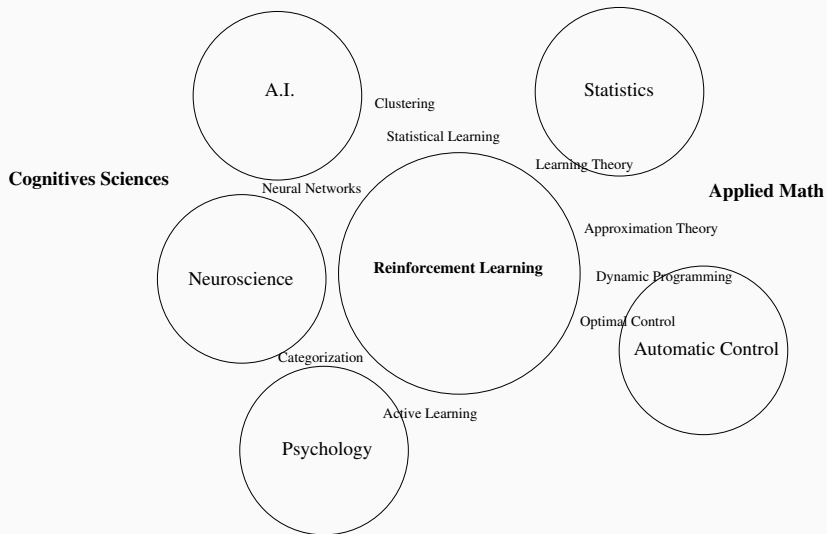 A.I.
Statistics
Clustering
Statistical Learning
Learning Theory
Cognitives Sciences
Neural Networks
Applied Math
Approximation Theory
Reinforcement Learning
Neuroscience
Dynamic Programming
Optimal Control
Automatic Control
Categorization
Active Learning
Psychology